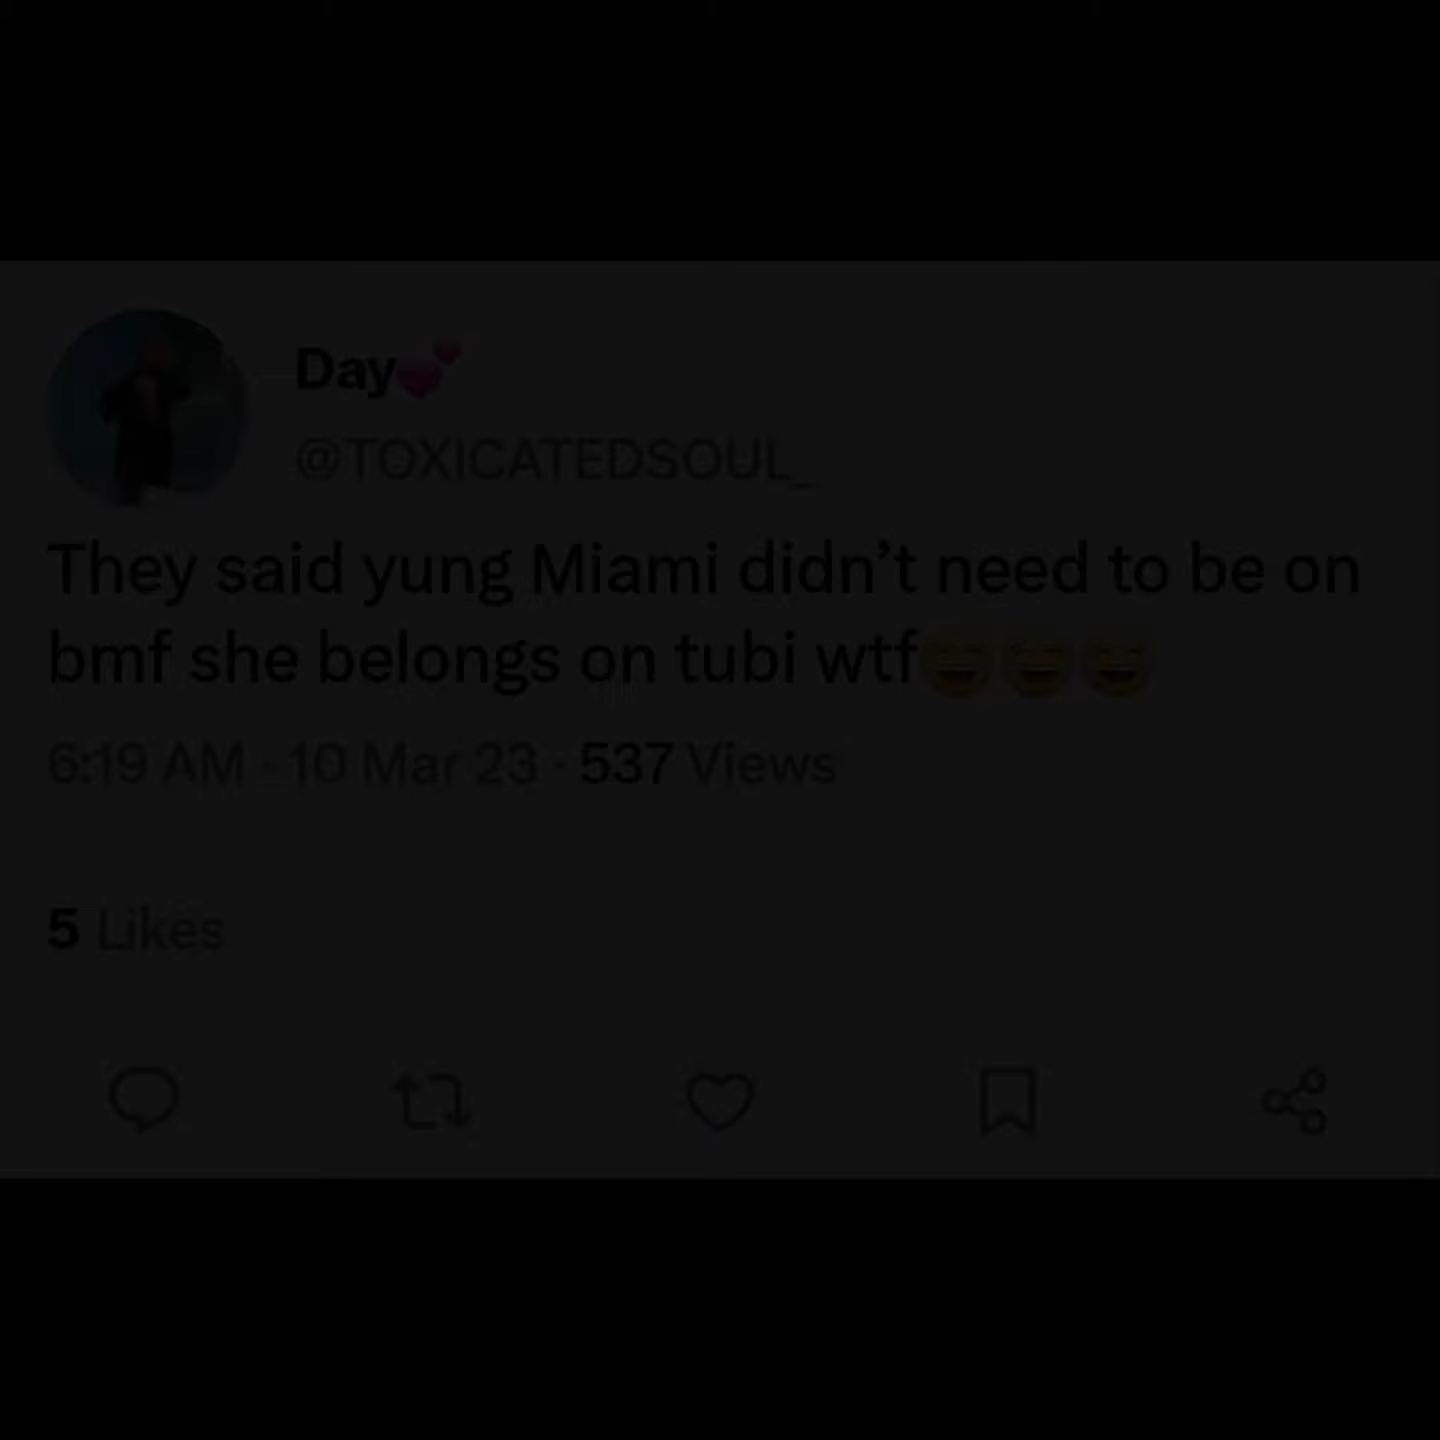 Day💕
@TOXICATEDSOUL_
They said yung Miami didn’t need to be on
bmf she belongs on tubi wtf😄😄😄
6:19 AM · 10 Mar 23 · 537 Views
5 Likes